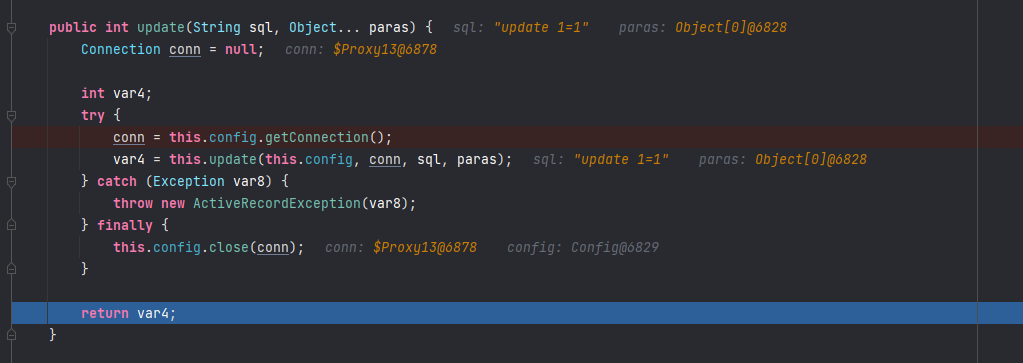 public int update(String sql, Object... paras) {   sql: "update 1=1"   paras: Object[0]@6828
Connection conn = null;   conn: $Proxy13@6878
int var4;
try {
conn = this.config.getConnection();
var4 = this.update(this.config, conn, sql, paras);   sql: "update 1=1"   paras: Object[0]@6828
} catch (Exception var8) {
throw new ActiveRecordException(var8);
} finally {
this.config.close(conn);   conn: $Proxy13@6878   config: Config@6829
}
return var4;
}